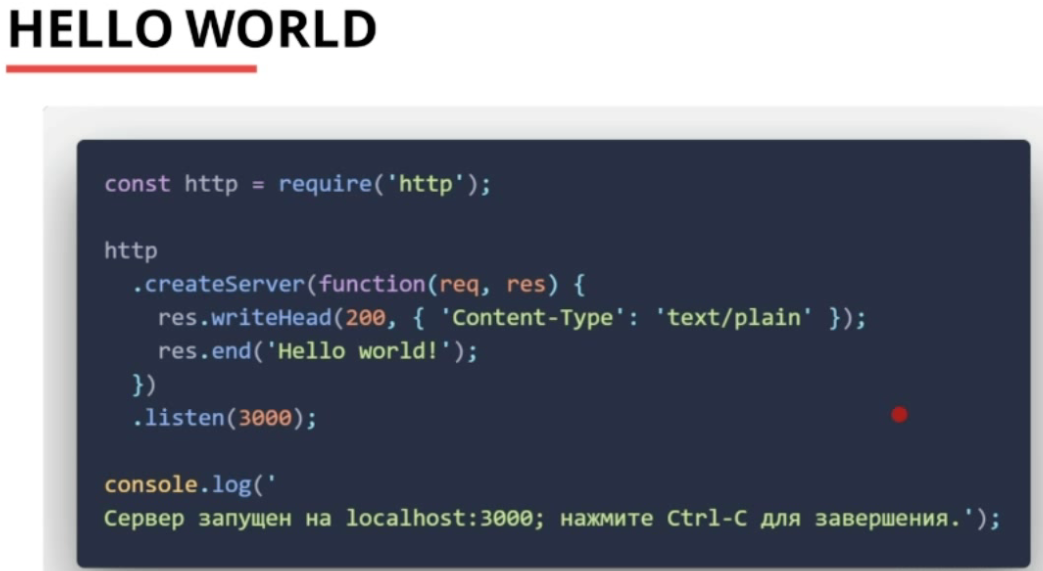 HELLO WORLD
const http = require('http');
http
.createServer(function(req, res) {
res.writeHead(200, { 'Content-Type': 'text/plain' });
res.end('Hello world!');
})
.listen(3000);
console.log('
Сервер запущен на localhost:3000; нажмите Ctrl-C для завершения.');